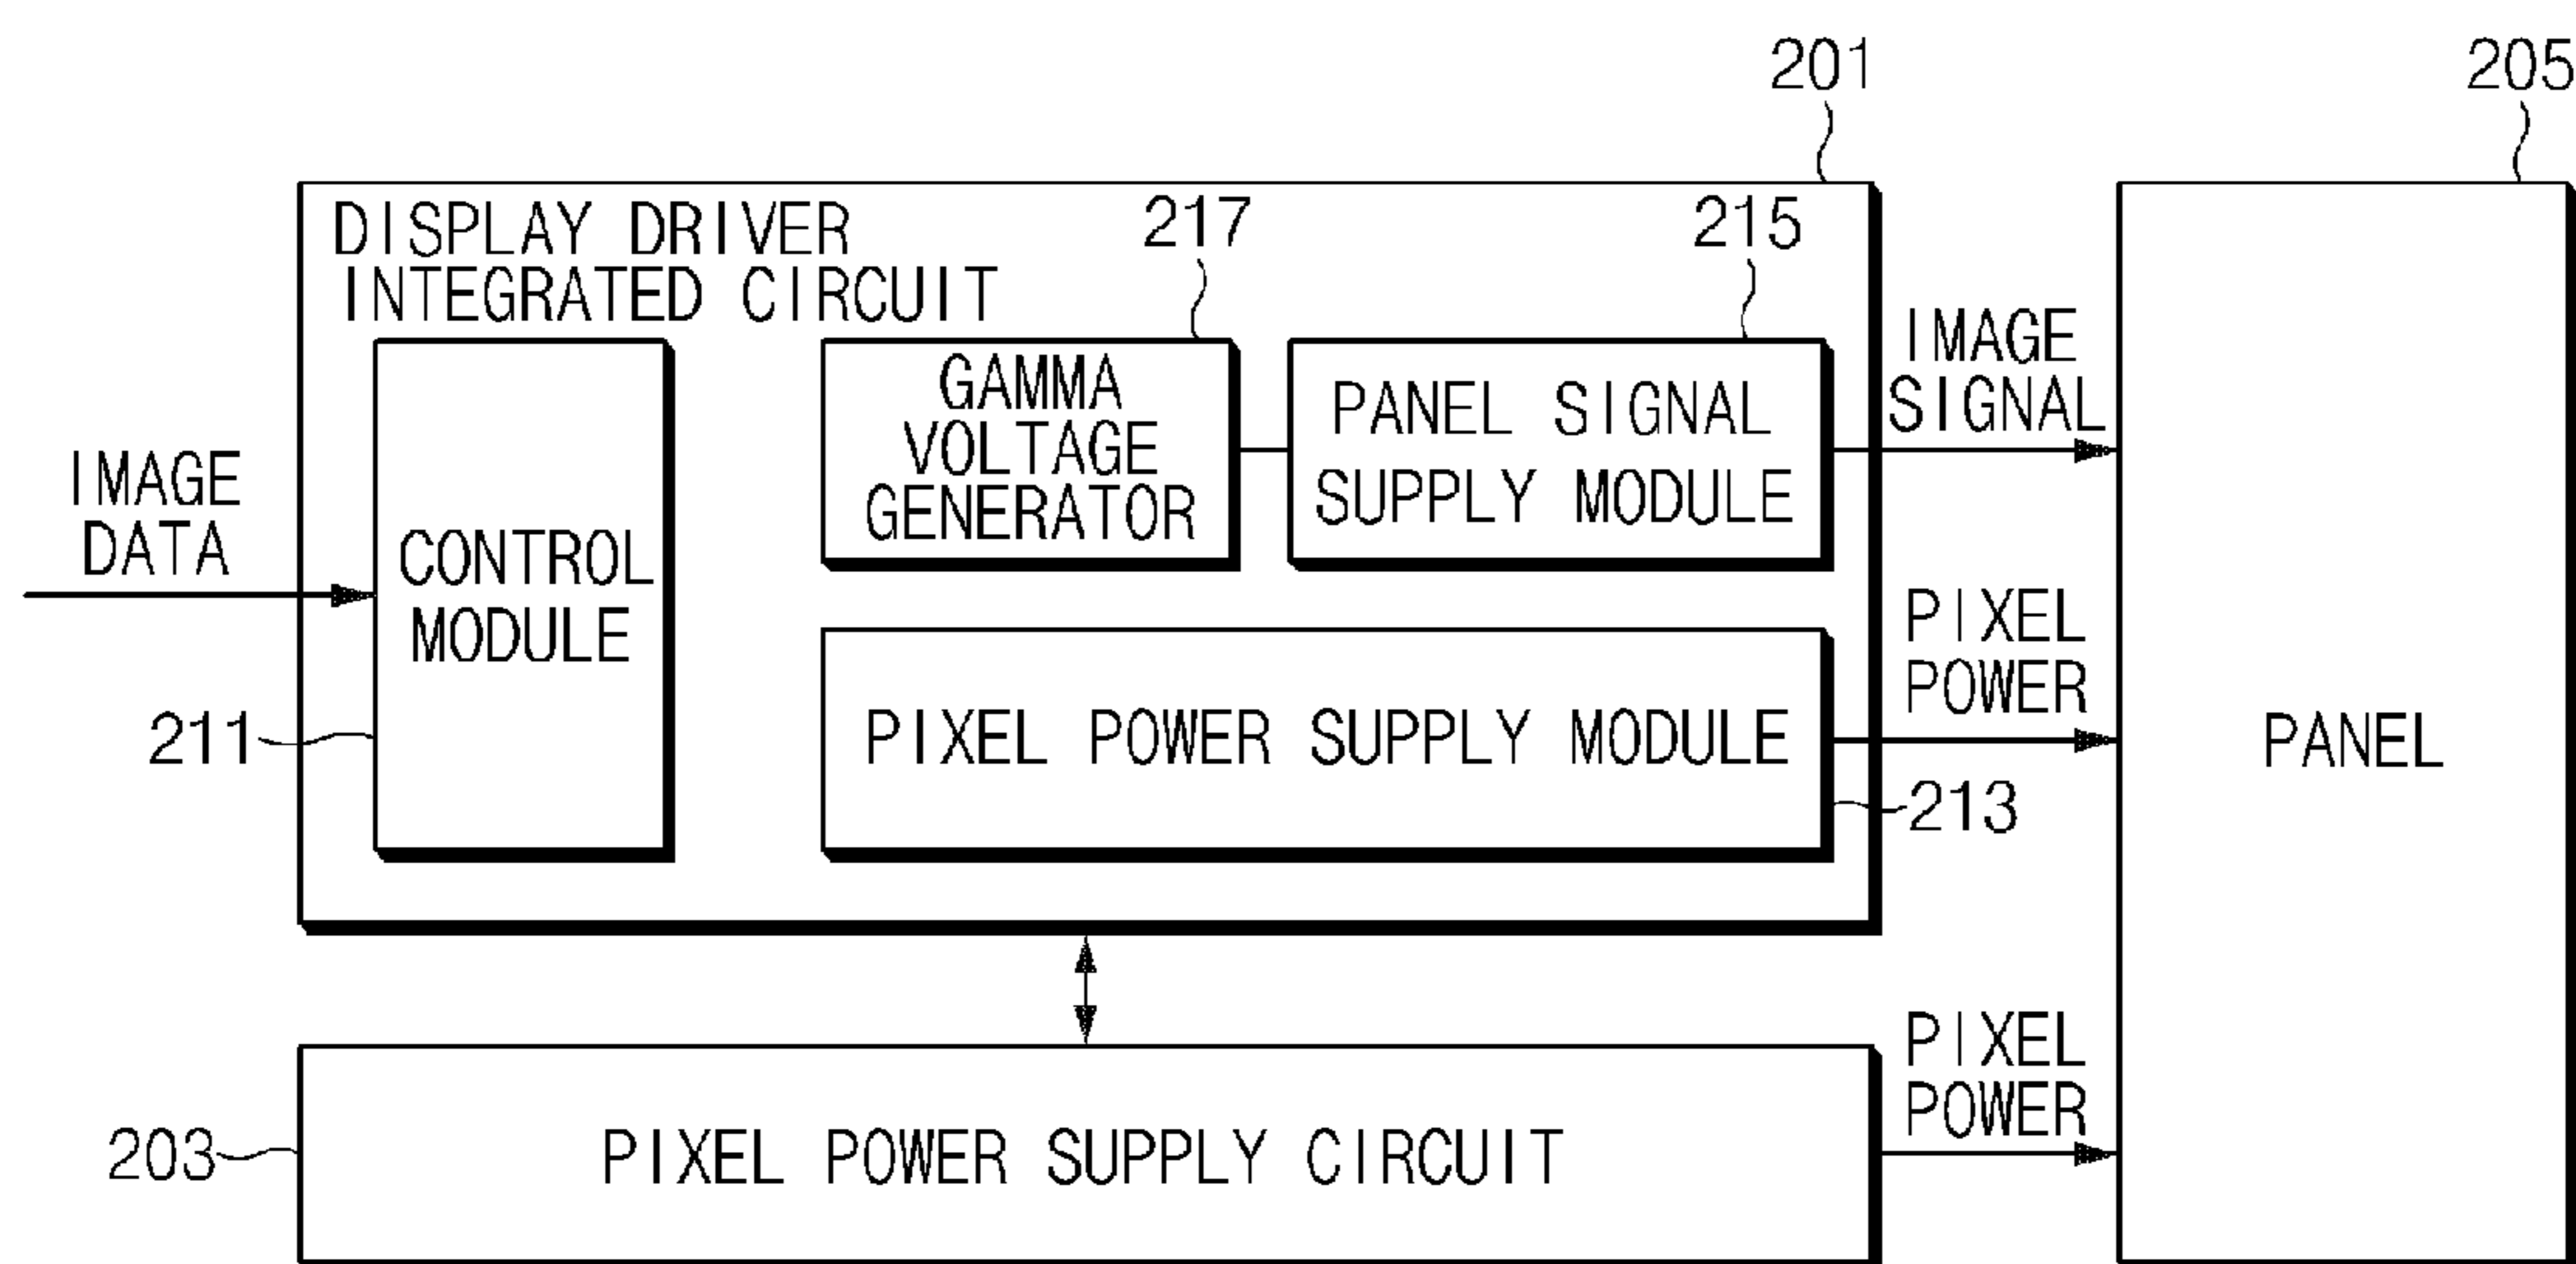 201
205
DISPLAY DRIVER
INTEGRATED CIRCUIT
217
215
IMAGE
DATA
CONTROL
MODULE
211
GAMMA
VOLTAGE
GENERATOR
PANEL SIGNAL
SUPPLY MODULE
IMAGE
SIGNAL
PIXEL POWER SUPPLY MODULE
213
PIXEL
POWER
PANEL
203
PIXEL POWER SUPPLY CIRCUIT
PIXEL
POWER